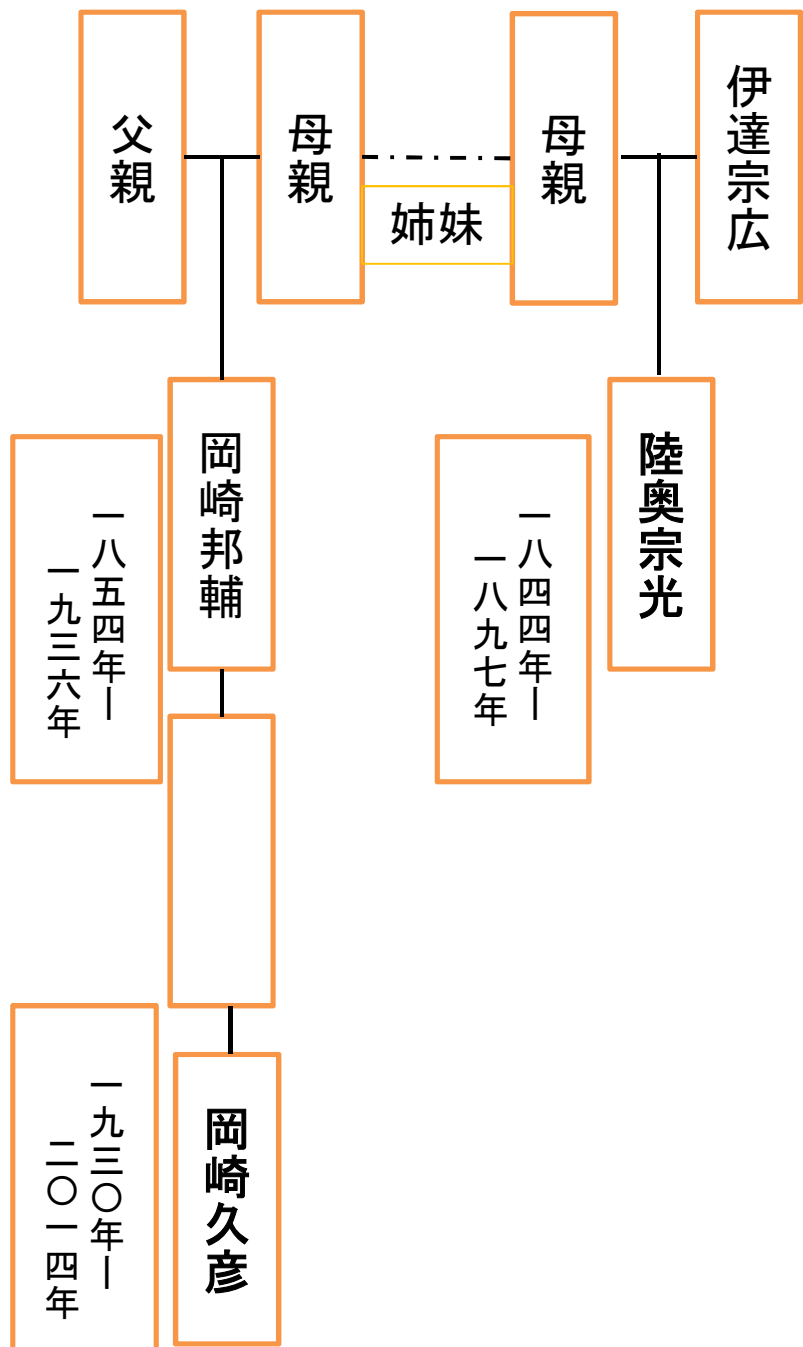 伊達宗広
母親
姉妹
母親
父親
陸奥宗光
一八四四年―
一八九七年
岡崎邦輔
一八五四年―
一九三六年
岡崎久彦
一九三〇年―
二〇一四年